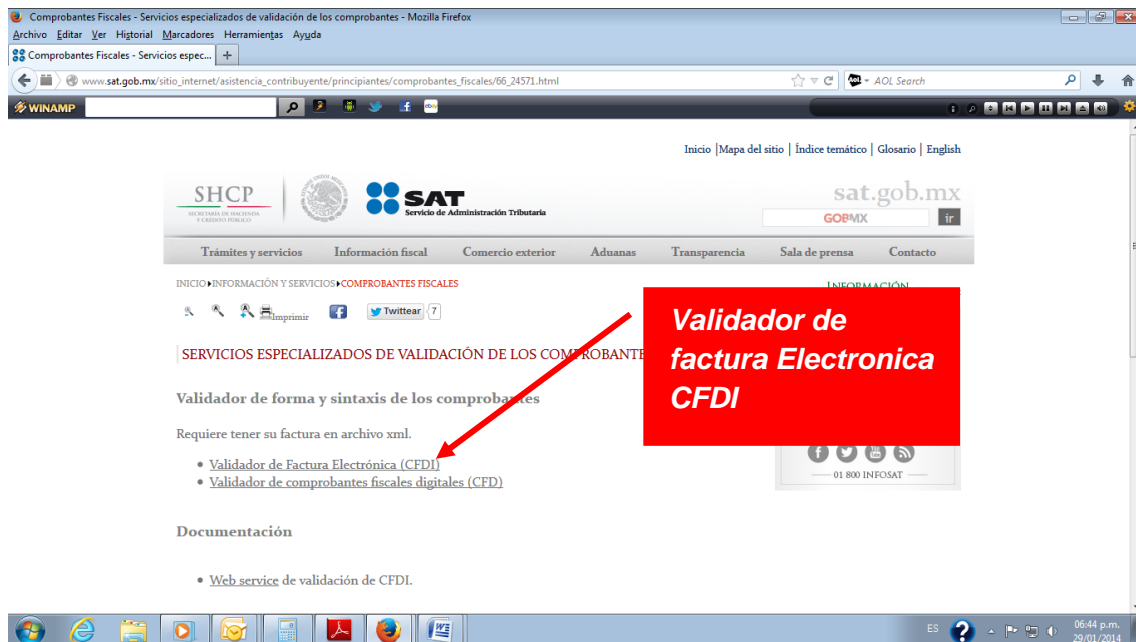 Comprobantes Fiscales - Servicios especializados de validación de los comprobantes - Mozilla Firefox
Archivo Editar Ver Historial Marcadores Herramientas Ayuda
Comprobantes Fiscales - Servicios espec... +
www.sat.gob.mx/sitio_internet/asistencia_contribuyente/principiantes/comprobantes_fiscales/66_24571.html
AOL Search
WINAMP
ebay
Inicio | Mapa del sitio | Índice temático | Glosario | English
SHCP
SECRETARÍA DE HACIENDA
Y CRÉDITO PÚBLICO
SAT
Servicio de Administración Tributaria
sat.gob.mx
GOBMX ir
Trámites y servicios Información fiscal Comercio exterior Aduanas Transparencia Sala de prensa Contacto
INICIO INFORMACIÓN Y SERVICIOS COMPROBANTES FISCALES
INFORMACIÓN
Imprimir Twittear 7
Validador de
factura Electronica
CFDI
SERVICIOS ESPECIALIZADOS DE VALIDACIÓN DE LOS COMPROBANTE
Validador de forma y sintaxis de los comprobantes
Requiere tener su factura en archivo xml.
• Validador de Factura Electrónica (CFDI)
• Validador de comprobantes fiscales digitales (CFD)
01 800 INFOSAT
Documentación
• Web service de validación de CFDI.
ES
06:44 p.m.
29/01/2014